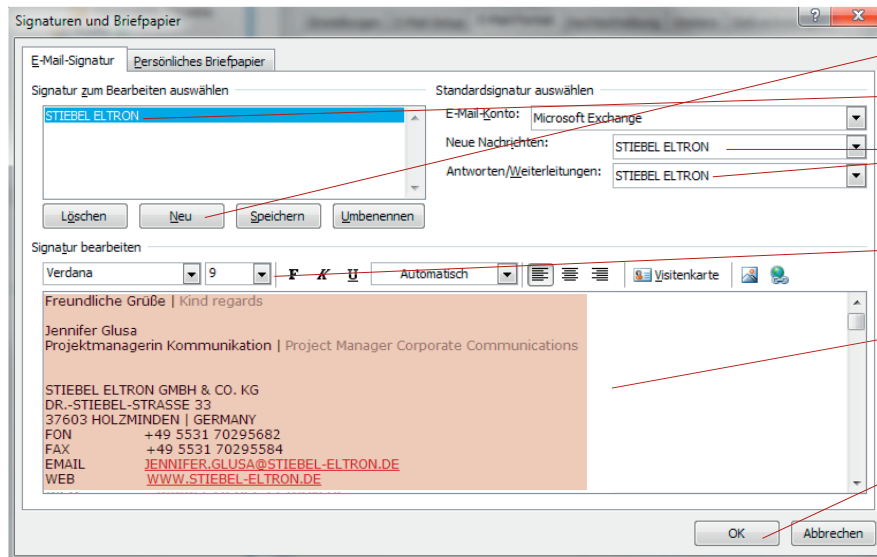 Signaturen und Briefpapier
E-Mail-Signatur Persönliches Briefpapier
Signatur zum Bearbeiten auswählen
STIEBEL ELTRON
Löschen Neu Speichern Umbenennen
Standardsignatur auswählen
E-Mail-Konto: Microsoft Exchange
Neue Nachrichten: STIEBEL ELTRON
Antworten/Weiterleitungen: STIEBEL ELTRON
Signatur bearbeiten
Verdana 9 F K U Automatisch Visitenkarte
Freundliche Grüße | Kind regards
Jennifer Glusa
Projektmanagerin Kommunikation | Project Manager Corporate Communications
STIEBEL ELTRON GMBH & CO. KG
DR.-STIEBEL-STRASSE 33
37603 HOLZMINDEN | GERMANY
FON +49 5531 70295682
FAX +49 5531 70295584
EMAIL JENNIFER.GLUSA@STIEBEL-ELTRON.DE
WEB WWW.STIEBEL-ELTRON.DE
OK Abbrechen